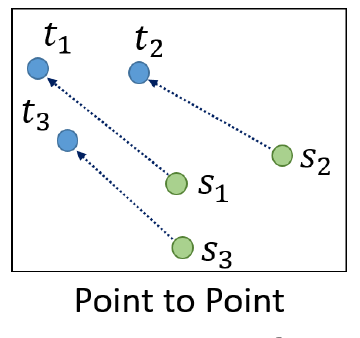 t₁ t₂
t₃
s₂
s₁
s₃
Point to Point